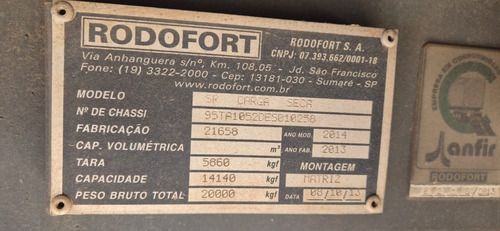 RODOFORT
RODOFORT S. A.
CNPJ: 07.393.662/0001-18
Via Anhanguera s/nº, Km. 108,05 - Jd. São Francisco
Fone: (19) 3322-2000 - Cep: 13181-030 - Sumaré - SP
www.rodofort.com.br
MODELO SR CARGA SECA
Nº DE CHASSI 95TA1052DES010258
FABRICAÇÃO 21658 ANO MOD. 2014
CAP. VOLUMÉTRICA m³ ANO FAB. 2013
TARA 5860 kgf MONTAGEM
CAPACIDADE 14140 kgf MATRIZ
PESO BRUTO TOTAL 20000 kgf DATA 08/10/13
anfir